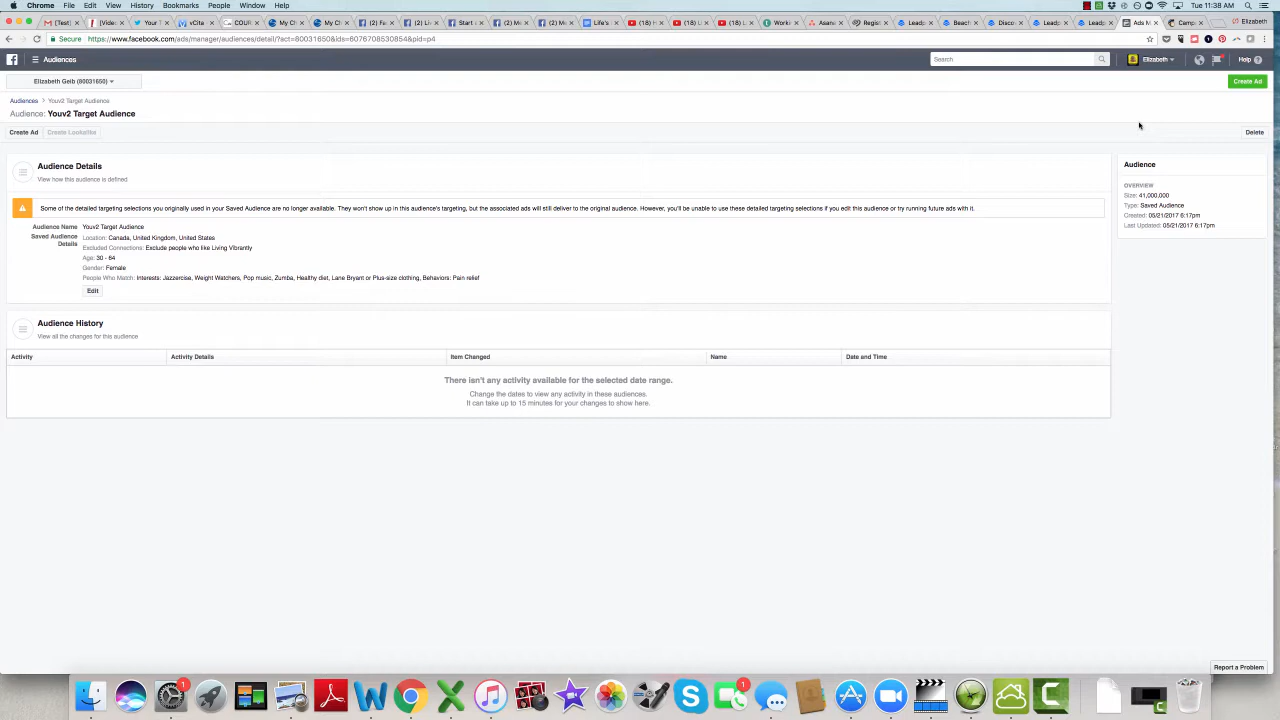 Chrome File Edit View History Bookmarks People Window Help
Tue 11:38 AM
Elizabeth
Secure https://www.facebook.com/ads/manager/audiences/detail/?act=80031650&ids=6076708530854&pid=p4
Audiences
Search
Elizabeth
Help
Elizabeth Geib (80031650)
Create Ad
Audiences > Youv2 Target Audience
Audience: Youv2 Target Audience
Create Ad Create Lookalike
Delete
Audience Details
View how this audience is defined
Some of the detailed targeting selections you originally used in your Saved Audience are no longer available. They won't show up in this audience's targeting, but the associated ads will still deliver to the original audience. However, you'll be unable to use these detailed targeting selections if you edit this audience or try running future ads with it.
Audience Name Youv2 Target Audience
Saved Audience Details
Location: Canada, United Kingdom, United States
Excluded Connections: Exclude people who like Living Vibrantly
Age: 30 - 64
Gender: Female
People Who Match: Interests: Jazzercise, Weight Watchers, Pop music, Zumba, Healthy diet, Lane Bryant or Plus-size clothing, Behaviors: Pain relief
Edit
Audience
OVERVIEW
Size: 41,000,000
Type: Saved Audience
Created: 05/21/2017 6:17pm
Last Updated: 05/21/2017 6:17pm
Audience History
View all the changes for this audience
Activity Activity Details Item Changed Name Date and Time
There isn't any activity available for the selected date range.
Change the dates to view any activity in these audiences.
It can take up to 15 minutes for your changes to show here.
Report a Problem